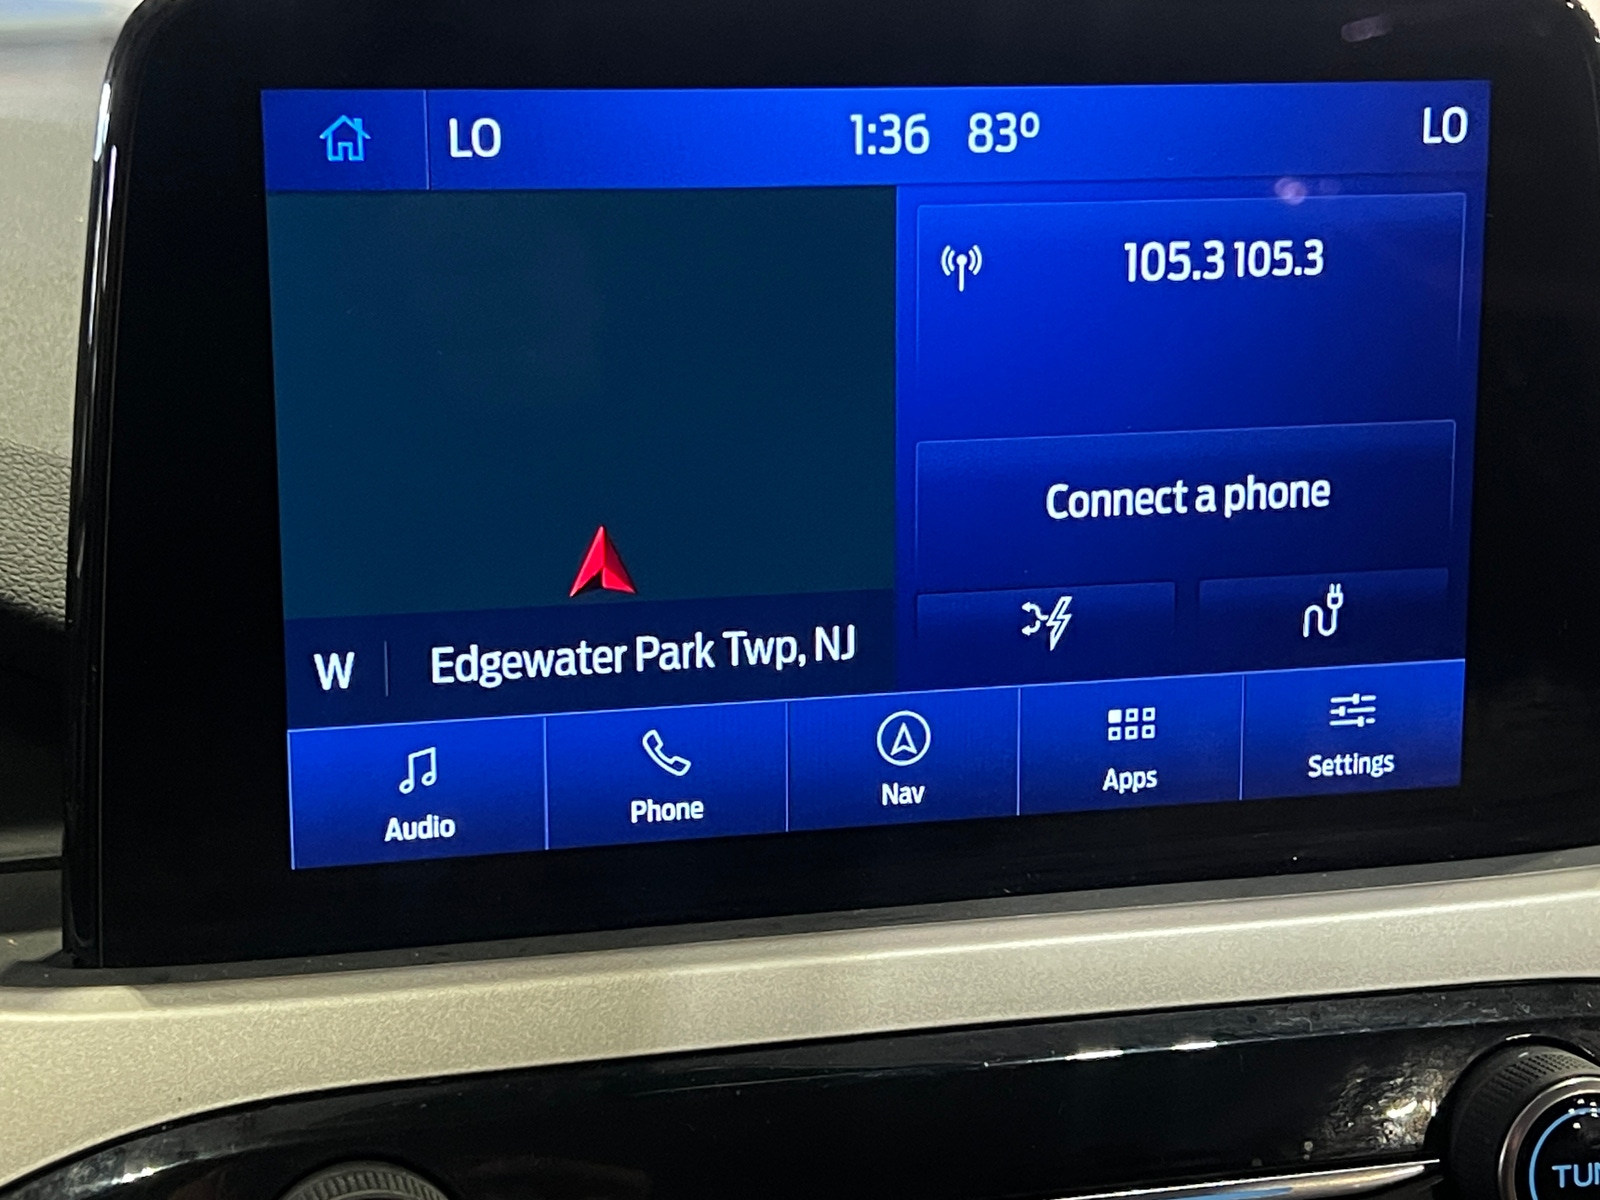 LO 1:36 83º LO
105.3 105.3
Connect a phone
W Edgewater Park Twp, NJ
Audio Phone Nav Apps Settings